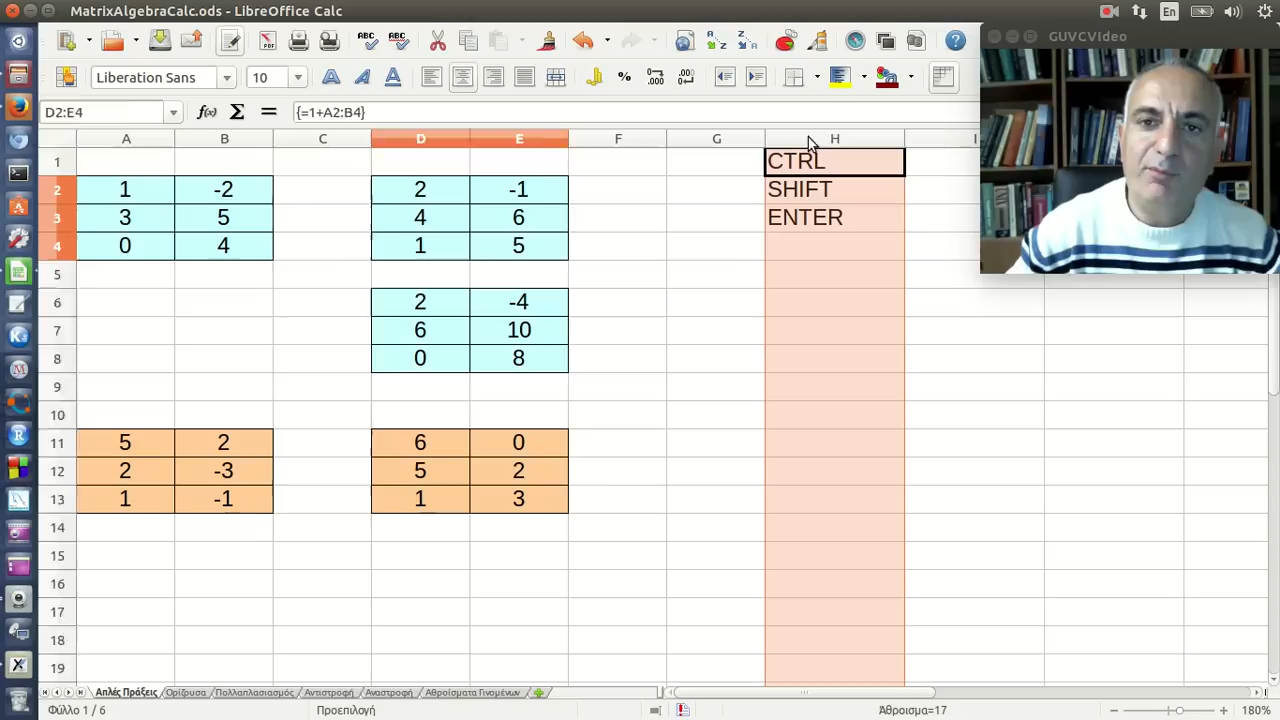 MatrixAlgebraCalc.ods - LibreOffice Calc
En
GUVCVideo
Liberation Sans 10
D2:E4 {=1+A2:B4}
A B C D E F G H I
1 CTRL
2 1 -2 2 -1 SHIFT
3 3 5 4 6 ENTER
4 0 4 1 5
5
6 2 -4
7 6 10
8 0 8
9
10
11 5 2 6 0
12 2 -3 5 2
13 1 -1 1 3
14
15
16
17
18
19
Απλές Πράξεις Ορίζουσα Πολλαπλασιασμός Αντιστροφή Αναστροφή Αθροίσματα Γινομένων
Φύλλο 1 / 6 Προεπιλογή Άθροισμα=17 180%